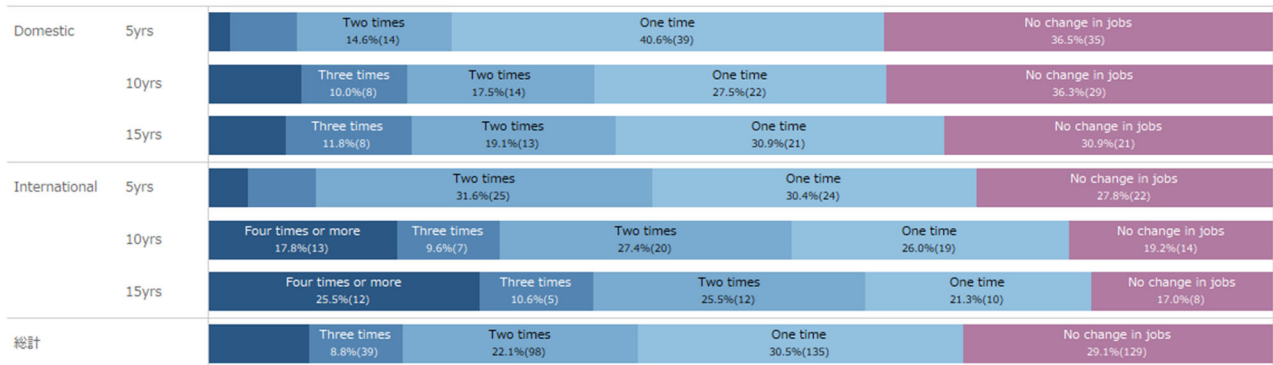 Two times One time No change in jobs
Domestic 5yrs 14.6%(14) 40.6%(39) 36.5%(35)
Three times Two times One time No change in jobs
10yrs 10.0%(8) 17.5%(14) 27.5%(22) 36.3%(29)
Three times Two times One time No change in jobs
15yrs 11.8%(8) 19.1%(13) 30.9%(21) 30.9%(21)
Two times One time No change in jobs
International 5yrs 31.6%(25) 30.4%(24) 27.8%(22)
Four times or more Three times Two times One time No change in jobs
10yrs 17.8%(13) 9.6%(7) 27.4%(20) 26.0%(19) 19.2%(14)
Four times or more Three times Two times One time No change in jobs
15yrs 25.5%(12) 10.6%(5) 25.5%(12) 21.3%(10) 17.0%(8)
Three times Two times One time No change in jobs
総計 8.8%(39) 22.1%(98) 30.5%(135) 29.1%(129)